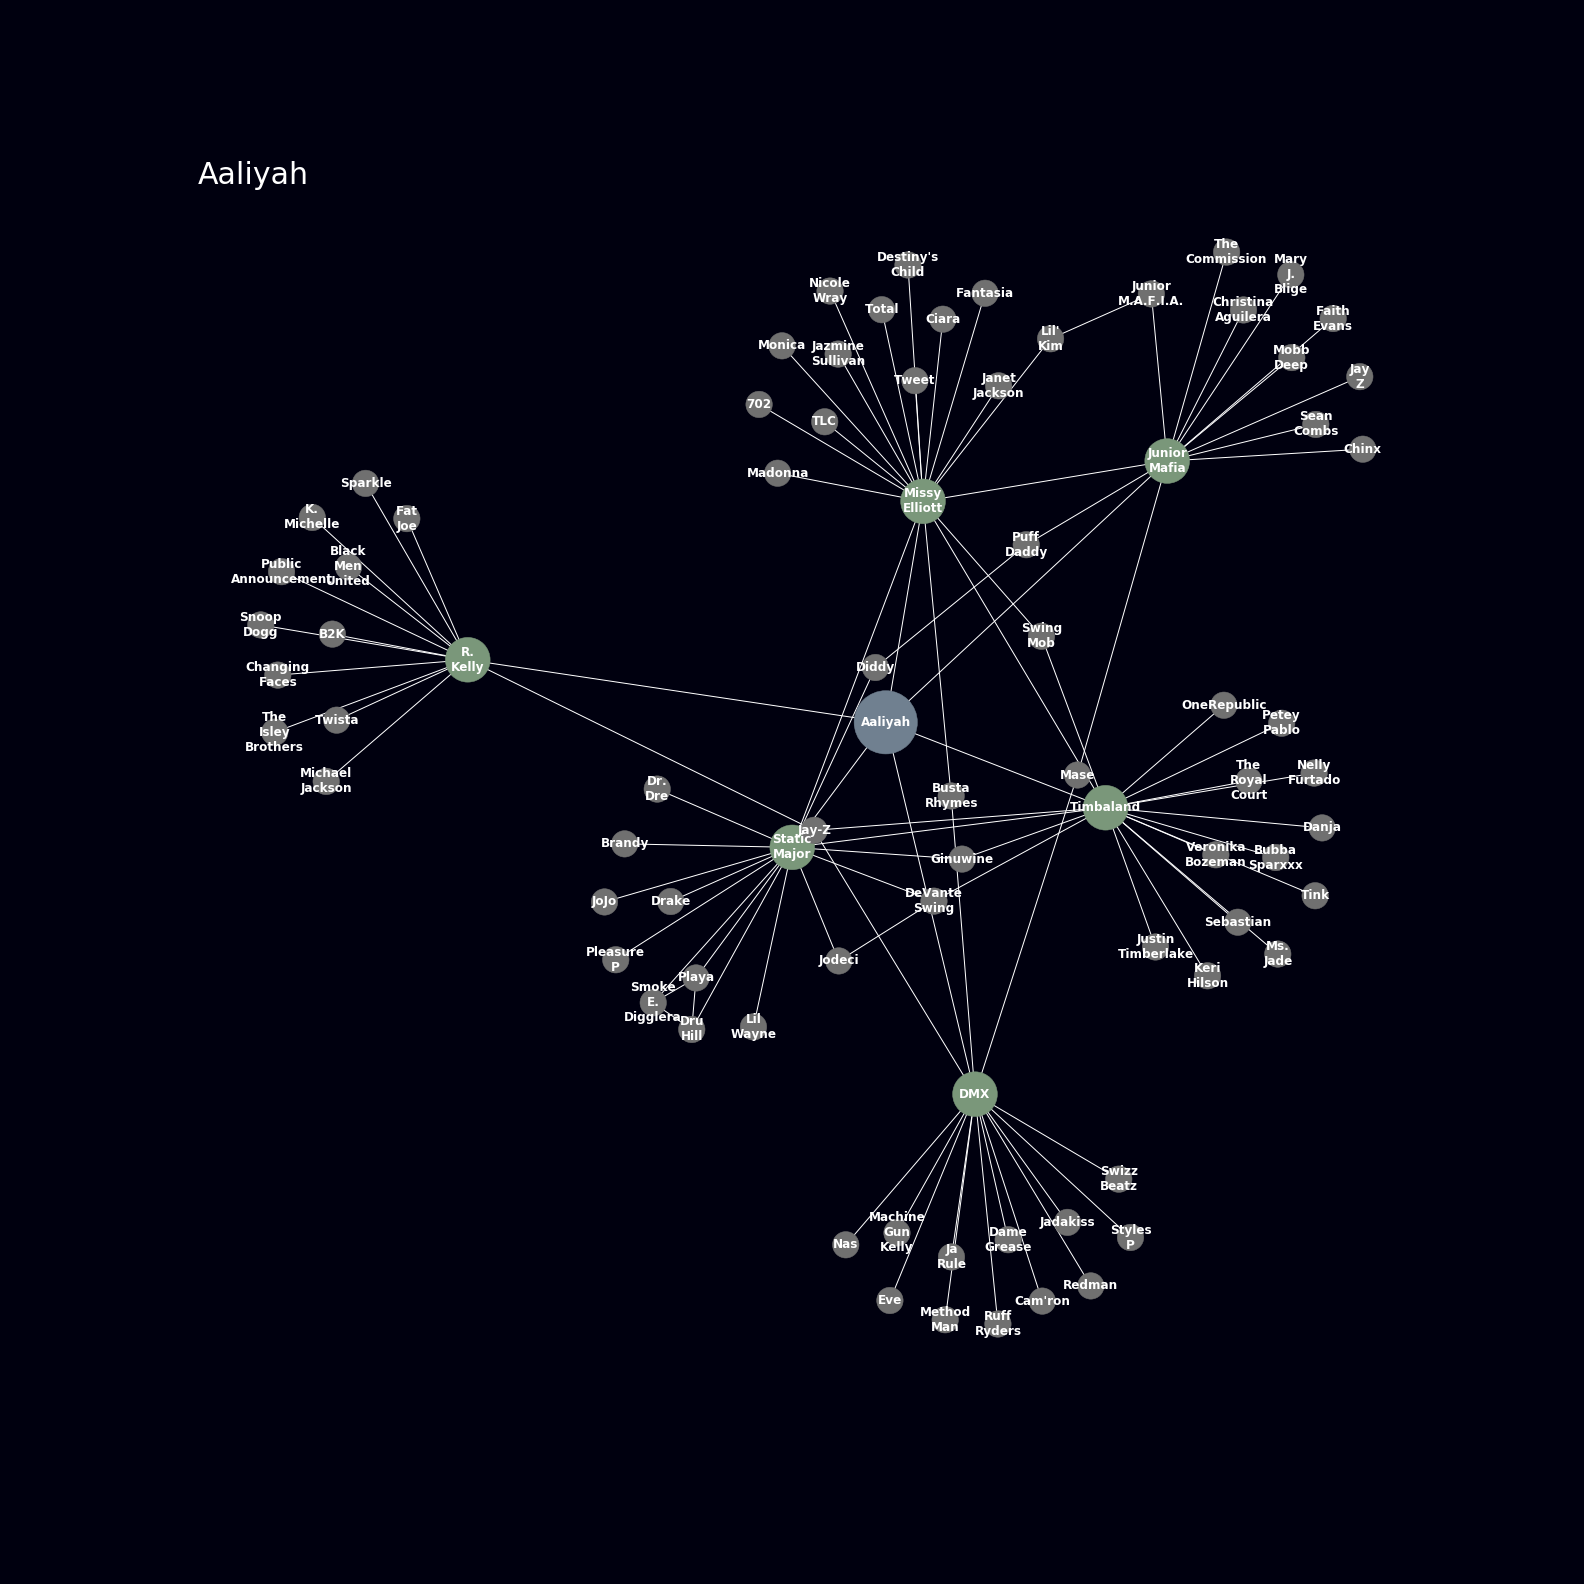 Aaliyah
The
Commission
Destiny's
Child
Mary
J.
Blige
Nicole
Wray
Fantasia
Junior
M.A.F.I.A.
Total
Ciara
Christina
Aguilera
Faith
Evans
Lil'
Kim
Monica
Jazmine
Sullivan
Mobb
Deep
Tweet
Janet
Jackson
Jay
Z
702
TLC
Sean
Combs
Chinx
Junior
Mafia
Madonna
Missy
Elliott
Sparkle
K.
Michelle
Fat
Joe
Puff
Daddy
Black
Men
United
Public
Announcement
Snoop
Dogg
B2K
Swing
Mob
R.
Kelly
Changing
Faces
Diddy
OneRepublic
Petey
Pablo
Aaliyah
Twista
The
Isley
Brothers
Michael
Jackson
Dr.
Dre
Busta
Rhymes
Mase
The
Royal
Court
Nelly
Furtado
Timbaland
Jay-Z
Danja
Brandy
Static
Major
Ginuwine
Veronika
Bozeman
Bubba
Sparxxx
JoJo
Drake
DeVante
Swing
Tink
Sebastian
Pleasure
P
Jodeci
Justin
Timberlake
Ms.
Jade
Playa
Keri
Hilson
Smoke
E.
Digglera
Dru
Hill
Lil
Wayne
DMX
Swizz
Beatz
Machine
Gun
Kelly
Nas
Dame
Grease
Jadakiss
Styles
P
Ja
Rule
Redman
Eve
Cam'ron
Method
Man
Ruff
Ryders